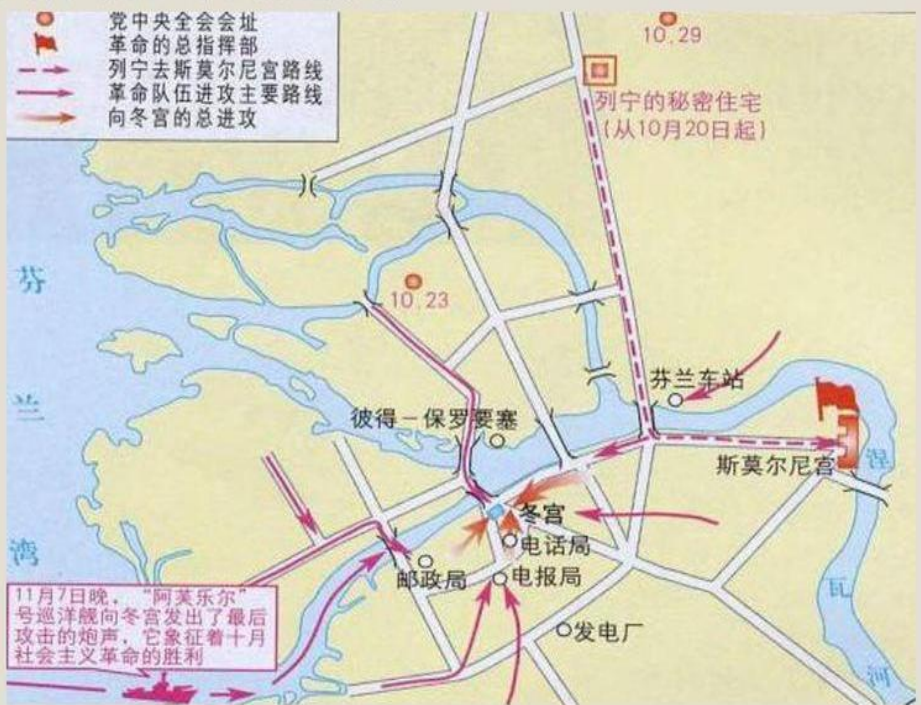 党中央全会会址
革命的总指挥部
列宁去斯莫尔尼宫路线
革命队伍进攻主要路线
向冬宫的总进攻
10.29
列宁的秘密住宅
(从10月20日起)
芬
兰
湾
10.23
芬兰车站
彼得-保罗要塞
斯莫尔尼宫
涅
瓦
河
冬宫
电话局
邮政局
电报局
发电厂
11月7日晚，“阿芙乐尔”
号巡洋舰向冬宫发出了最后
攻击的炮声，它象征着十月
社会主义革命的胜利